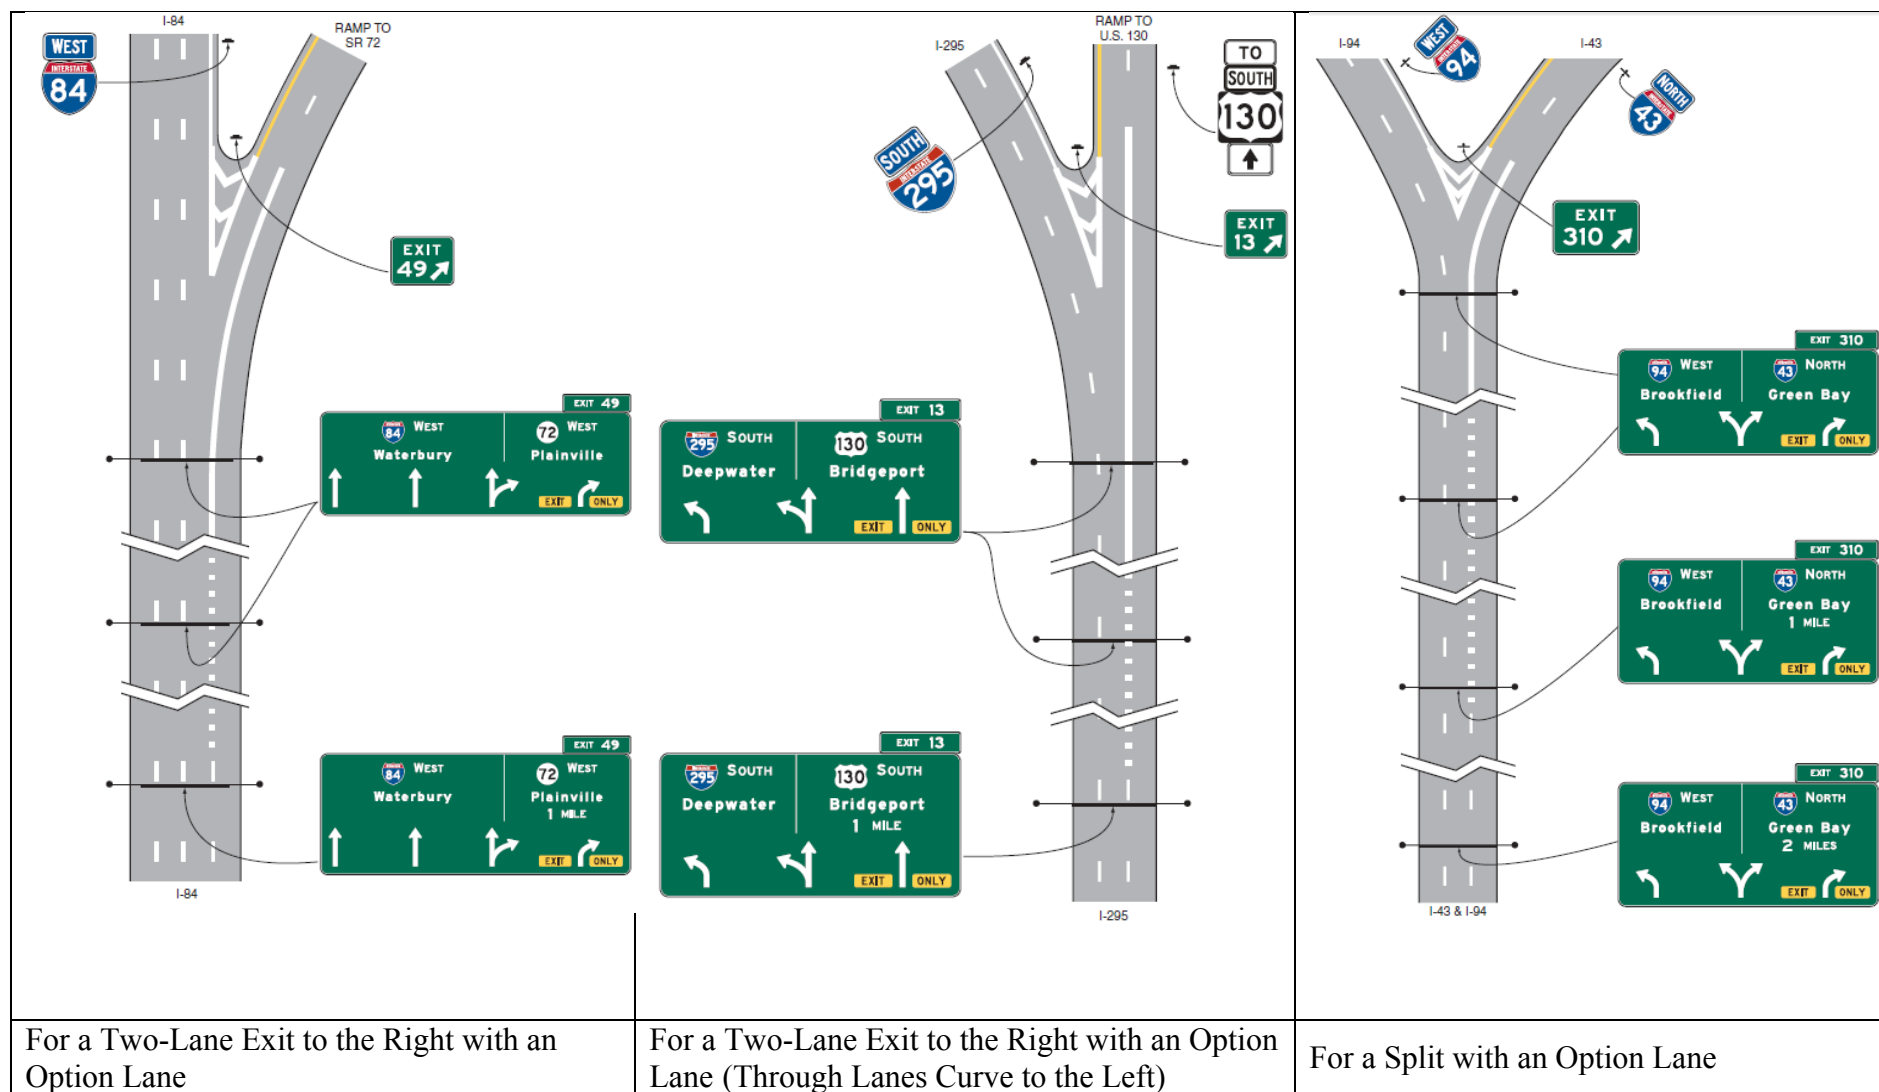 I-84
RAMP TO
SR 72
WEST
INTERSTATE
84
EXIT
49
EXIT 49
84 WEST
Waterbury
72 WEST
Plainville
EXIT ONLY
EXIT 49
84 WEST
Waterbury
72 WEST
Plainville
1 MILE
EXIT ONLY
I-84
I-295
RAMP TO
U.S. 130
SOUTH
INTERSTATE
295
TO
SOUTH
130
EXIT
13
EXIT 13
295 SOUTH
Deepwater
130 SOUTH
Bridgeport
EXIT ONLY
EXIT 13
295 SOUTH
Deepwater
130 SOUTH
Bridgeport
1 MILE
EXIT ONLY
I-295
I-94
I-43
WEST
INTERSTATE
94
NORTH
INTERSTATE
43
EXIT
310
EXIT 310
94 WEST
Brookfield
43 NORTH
Green Bay
EXIT ONLY
EXIT 310
94 WEST
Brookfield
43 NORTH
Green Bay
1 MILE
EXIT ONLY
EXIT 310
94 WEST
Brookfield
43 NORTH
Green Bay
2 MILES
EXIT ONLY
I-43 & I-94
For a Two-Lane Exit to the Right with an
Option Lane
For a Two-Lane Exit to the Right with an Option
Lane (Through Lanes Curve to the Left)
For a Split with an Option Lane